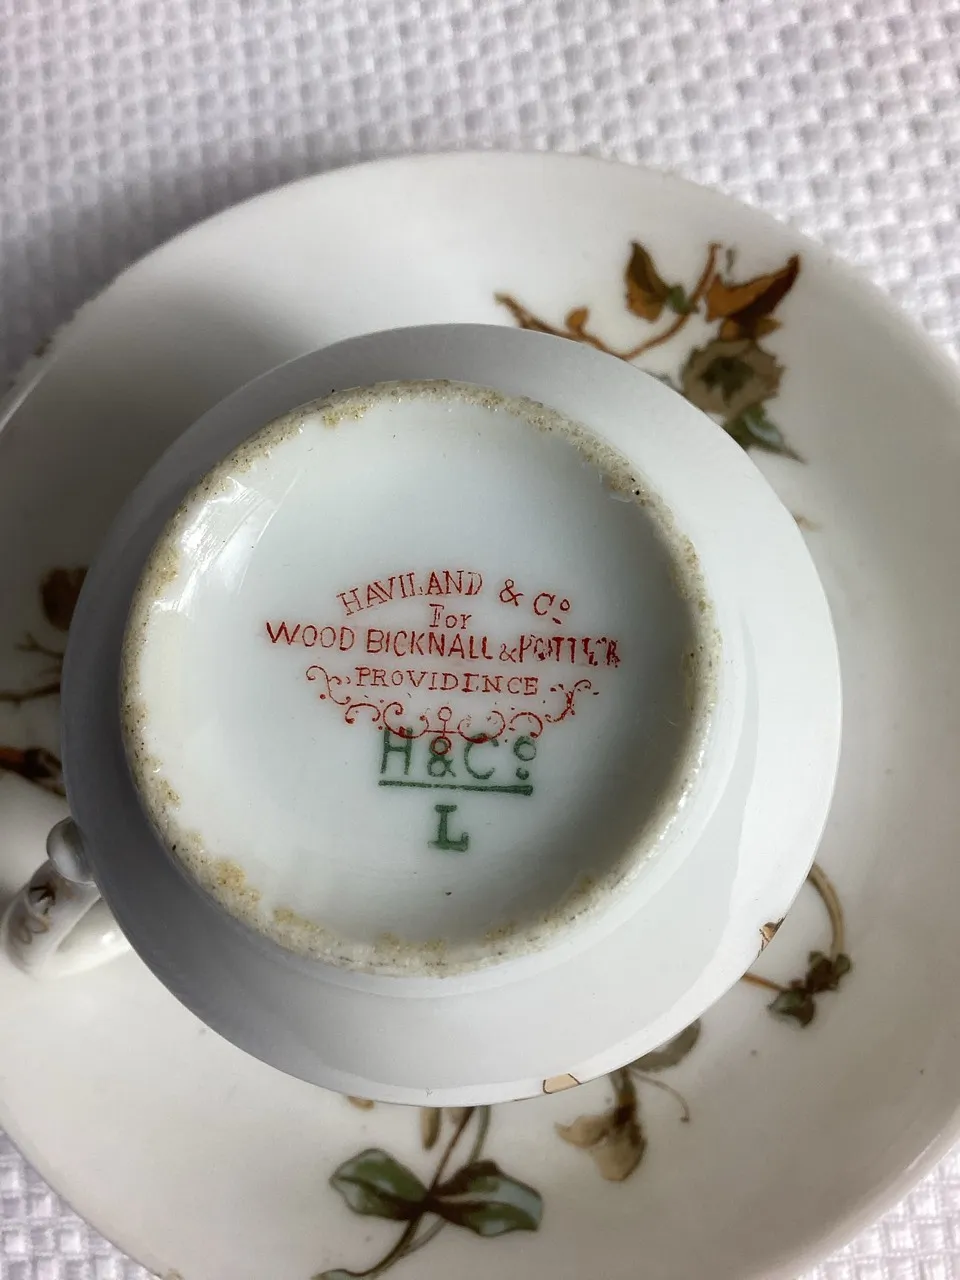 HAVILAND & Co
For
WOOD BICKNALL & POTTER
PROVIDENCE
H & Co
L